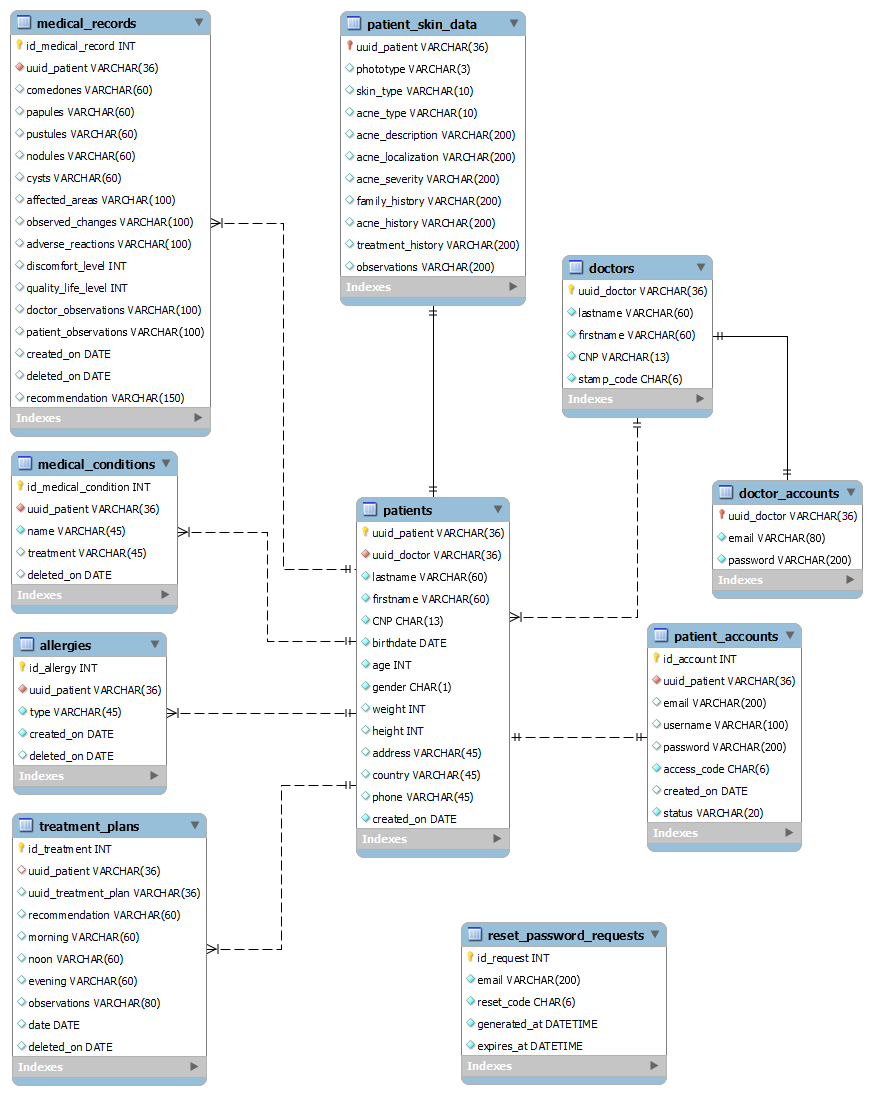 medical_records
id_medical_record INT
uuid_patient VARCHAR(36)
comedones VARCHAR(60)
papules VARCHAR(60)
pustules VARCHAR(60)
nodules VARCHAR(60)
cysts VARCHAR(60)
affected_areas VARCHAR(100)
observed_changes VARCHAR(100)
adverse_reactions VARCHAR(100)
discomfort_level INT
quality_life_level INT
doctor_observations VARCHAR(100)
patient_observations VARCHAR(100)
created_on DATE
deleted_on DATE
recommendation VARCHAR(150)
Indexes
patient_skin_data
uuid_patient VARCHAR(36)
phototype VARCHAR(3)
skin_type VARCHAR(10)
acne_type VARCHAR(10)
acne_description VARCHAR(200)
acne_localization VARCHAR(200)
acne_severity VARCHAR(200)
family_history VARCHAR(200)
acne_history VARCHAR(200)
treatment_history VARCHAR(200)
observations VARCHAR(200)
Indexes
doctors
uuid_doctor VARCHAR(36)
lastname VARCHAR(60)
firstname VARCHAR(60)
CNP VARCHAR(13)
stamp_code CHAR(6)
Indexes
medical_conditions
id_medical_condition INT
uuid_patient VARCHAR(36)
name VARCHAR(45)
treatment VARCHAR(45)
deleted_on DATE
Indexes
patients
uuid_patient VARCHAR(36)
uuid_doctor VARCHAR(36)
lastname VARCHAR(60)
firstname VARCHAR(60)
CNP CHAR(13)
birthdate DATE
age INT
gender CHAR(1)
weight INT
height INT
address VARCHAR(45)
country VARCHAR(45)
phone VARCHAR(45)
created_on DATE
Indexes
doctor_accounts
uuid_doctor VARCHAR(36)
email VARCHAR(80)
password VARCHAR(200)
Indexes
allergies
id_allergy INT
uuid_patient VARCHAR(36)
type VARCHAR(45)
created_on DATE
deleted_on DATE
Indexes
patient_accounts
id_account INT
uuid_patient VARCHAR(36)
email VARCHAR(200)
username VARCHAR(100)
password VARCHAR(200)
access_code CHAR(6)
created_on DATE
status VARCHAR(20)
Indexes
treatment_plans
id_treatment INT
uuid_patient VARCHAR(36)
uuid_treatment_plan VARCHAR(36)
recommendation VARCHAR(60)
morning VARCHAR(60)
noon VARCHAR(60)
evening VARCHAR(60)
observations VARCHAR(80)
date DATE
deleted_on DATE
Indexes
reset_password_requests
id_request INT
email VARCHAR(200)
reset_code CHAR(6)
generated_at DATETIME
expires_at DATETIME
Indexes